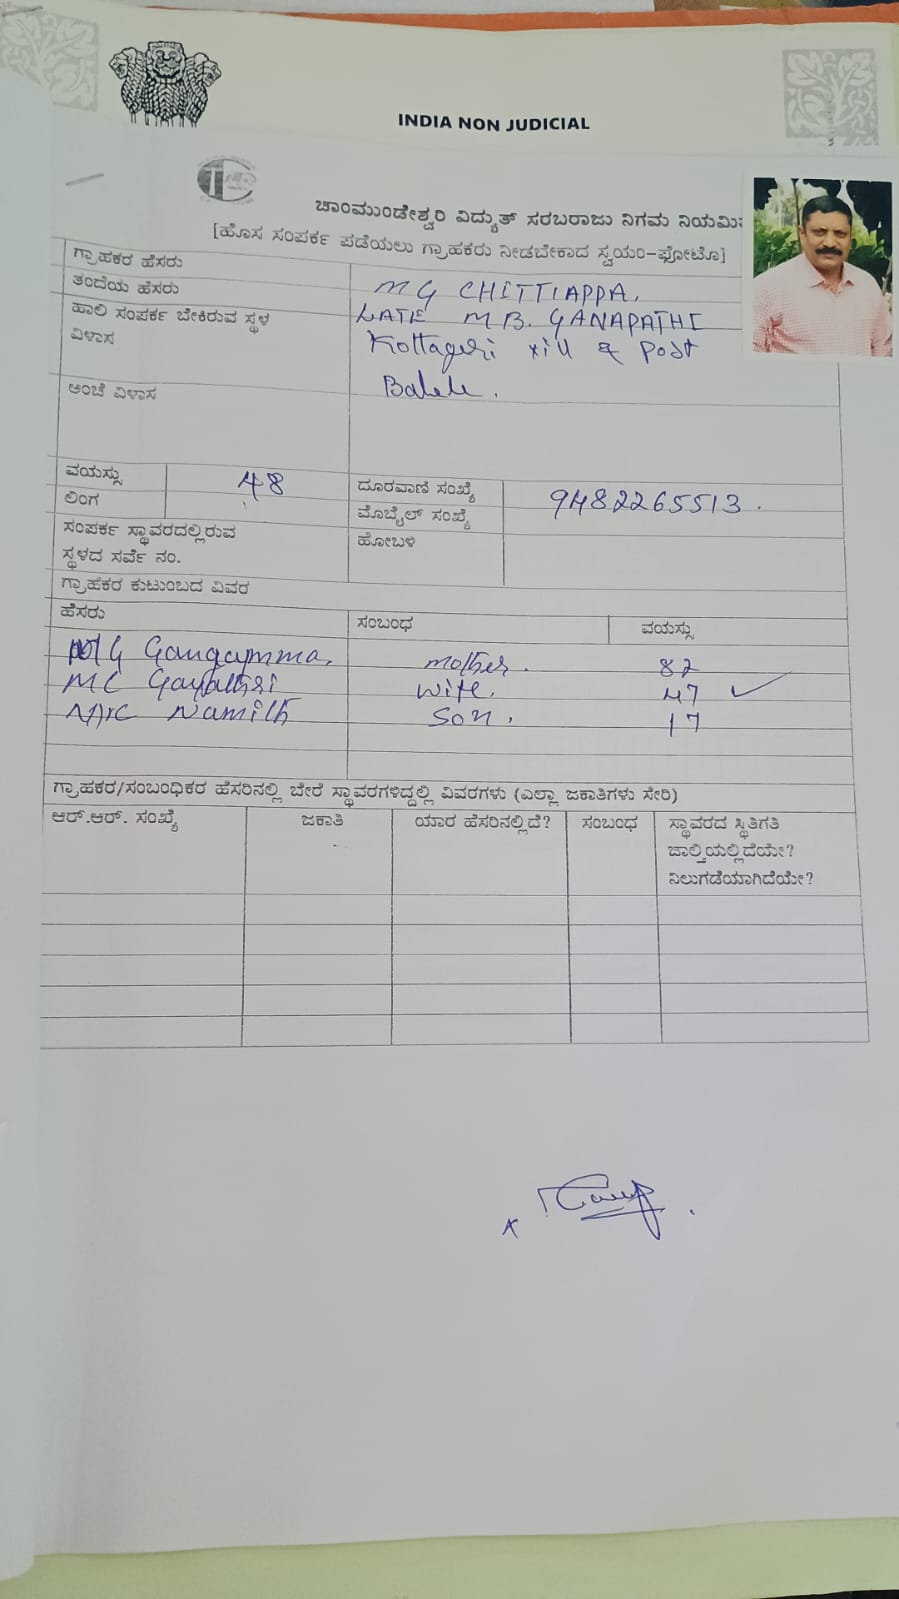 INDIA NON JUDICIAL
ಚಾಂಮುಂಡೇಶ್ವರಿ ವಿದ್ಯುತ್ ಸರಬರಾಜು ನಿಗಮ ನಿಯಮಿ
[ಹೊಸ ಸಂಪರ್ಕ ಪಡೆಯಲು ಗ್ರಾಹಕರು ನೀಡಬೇಕಾದ ಸ್ವಯಂ-ಫೋಟೊ]
ಗ್ರಾಹಕರ ಹೆಸರು M G CHITTIAPPA.
ತಂದೆಯ ಹೆಸರು LATE M B. GANAPATHI
ಹಾಲಿ ಸಂಪರ್ಕ ಬೇಕಿರುವ ಸ್ಥಳ Kottageri & Post
ವಿಳಾಸ Balele.
ಅಂಚೆ ವಿಳಾಸ
ವಯಸ್ಸು 48 ದೂರವಾಣಿ ಸಂಖ್ಯೆ 9482265513.
ಲಿಂಗ ಮೊಬೈಲ್ ಸಂಖ್ಯೆ
ಸಂಪರ್ಕ ಸ್ಥಾವರದಲ್ಲಿರುವ ಹೋಬಳಿ
ಸ್ಥಳದ ಸರ್ವೆ ನಂ.
ಗ್ರಾಹಕರ ಕುಟುಂಬದ ವಿವರ
ಹೆಸರು ಸಂಬಂಧ ವಯಸ್ಸು
G Gangamma, mother. 82
MC Gayathri wife. 47 ✓
Namith son. 17
ಗ್ರಾಹಕರ/ಸಂಬಂಧಿಕರ ಹೆಸರಿನಲ್ಲಿ ಬೇರೆ ಸ್ಥಾವರಗಳಿದ್ದಲ್ಲಿ ವಿವರಗಳು (ಎಲ್ಲಾ ಜಕಾತಿಗಳು ಸೇರಿ)
ಆರ್.ಆರ್. ಸಂಖ್ಯೆ ಜಕಾತಿ ಯಾರ ಹೆಸರಿನಲ್ಲಿದೆ? ಸಂಬಂಧ ಸ್ಥಾವರದ ಸ್ಥಿತಿಗತಿ
ಚಾಲ್ತಿಯಲ್ಲಿದೆಯೇ?
ನಿಲುಗಡೆಯಾಗಿದೆಯೇ?